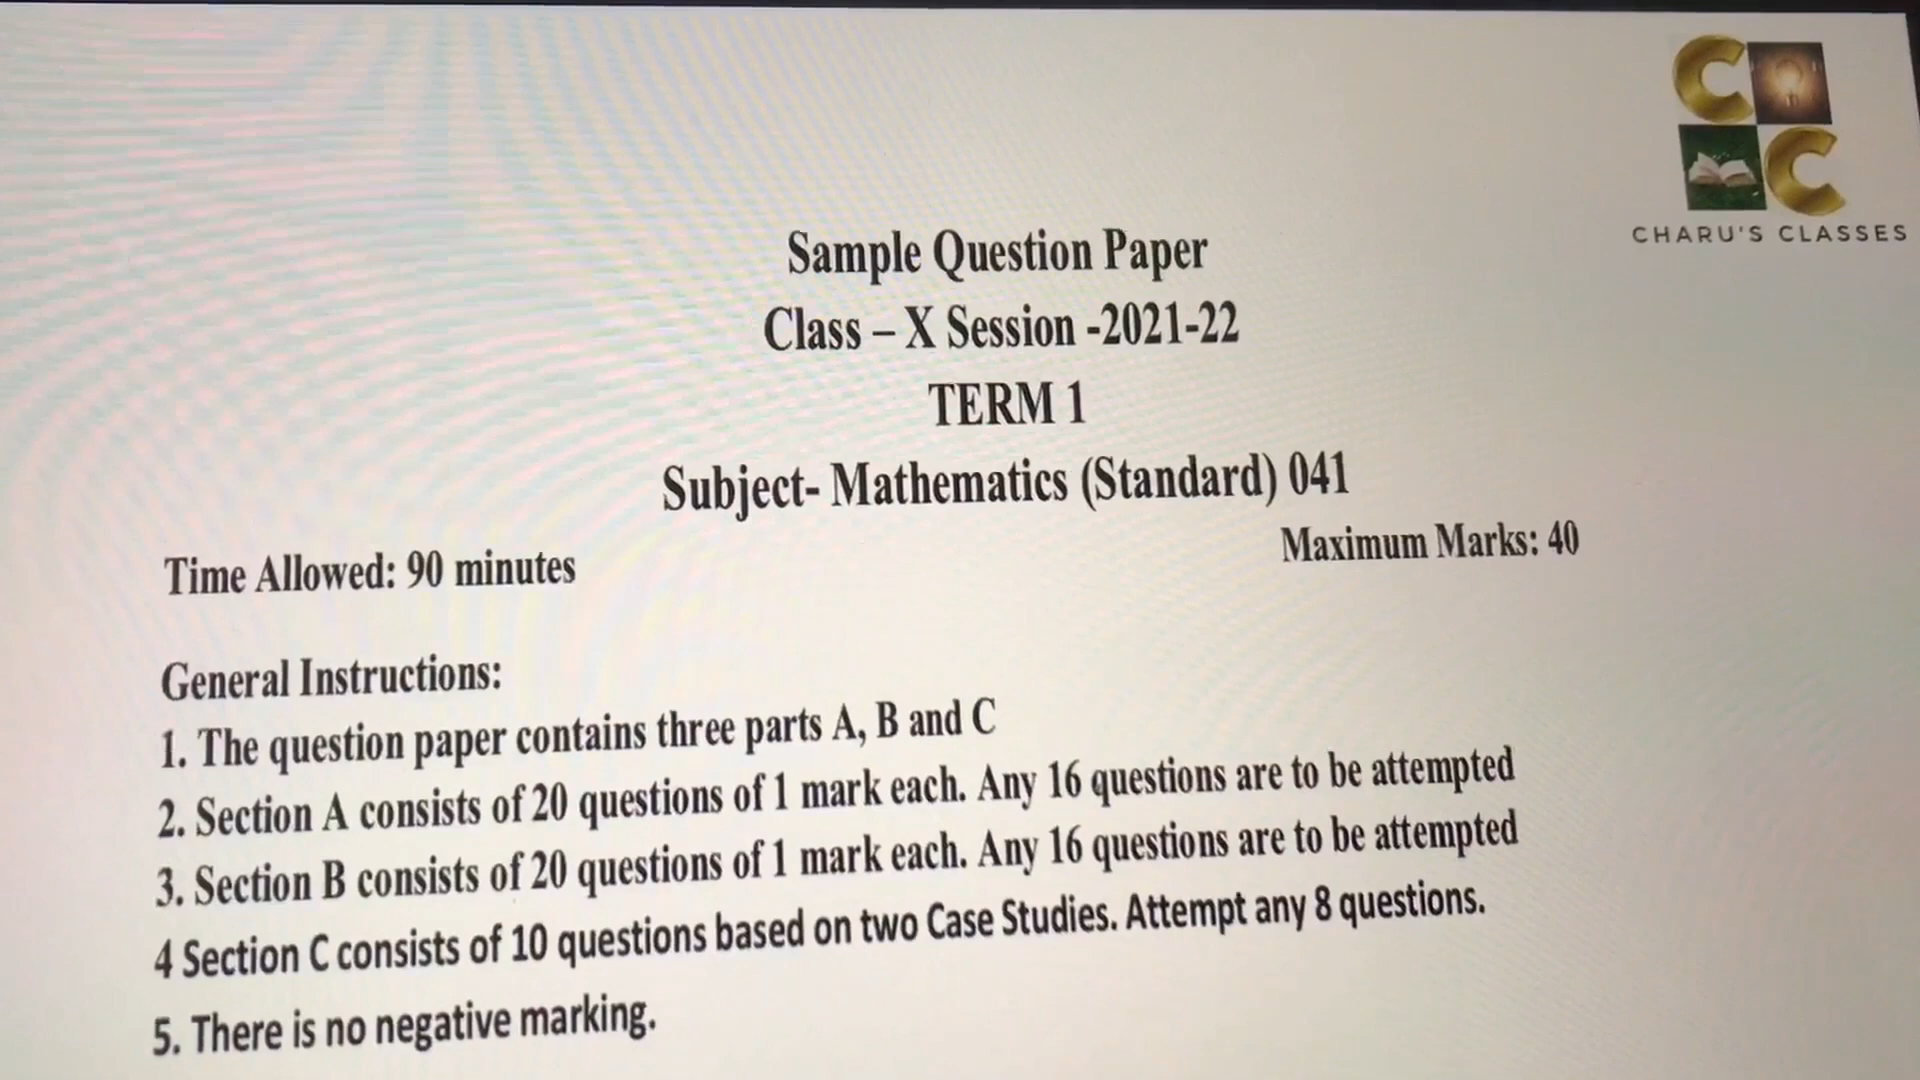 C
C
CHARU'S CLASSES
Sample Question Paper
Class – X Session -2021-22
TERM 1
Subject- Mathematics (Standard) 041
Time Allowed: 90 minutes
Maximum Marks: 40
General Instructions:
1. The question paper contains three parts A, B and C
2. Section A consists of 20 questions of 1 mark each. Any 16 questions are to be attempted
3. Section B consists of 20 questions of 1 mark each. Any 16 questions are to be attempted
4 Section C consists of 10 questions based on two Case Studies. Attempt any 8 questions.
5. There is no negative marking.